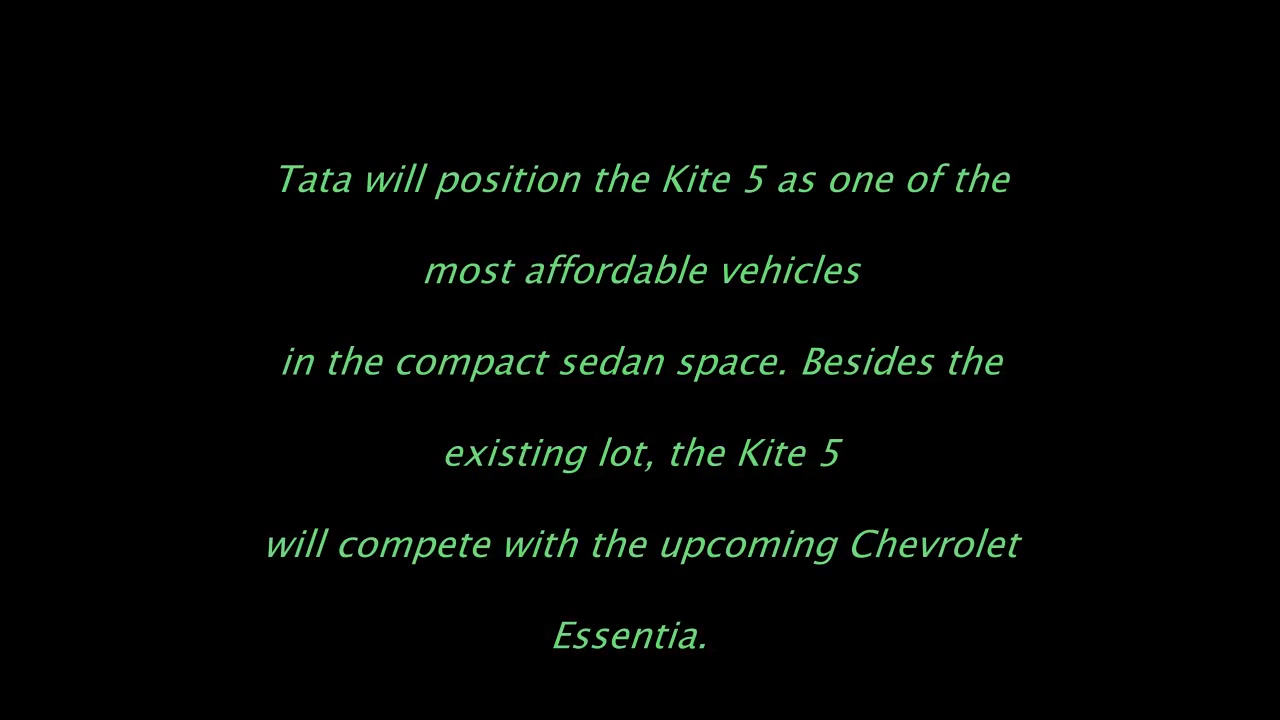 Tata will position the Kite 5 as one of the
most affordable vehicles
in the compact sedan space. Besides the
existing lot, the Kite 5
will compete with the upcoming Chevrolet
Essentia.